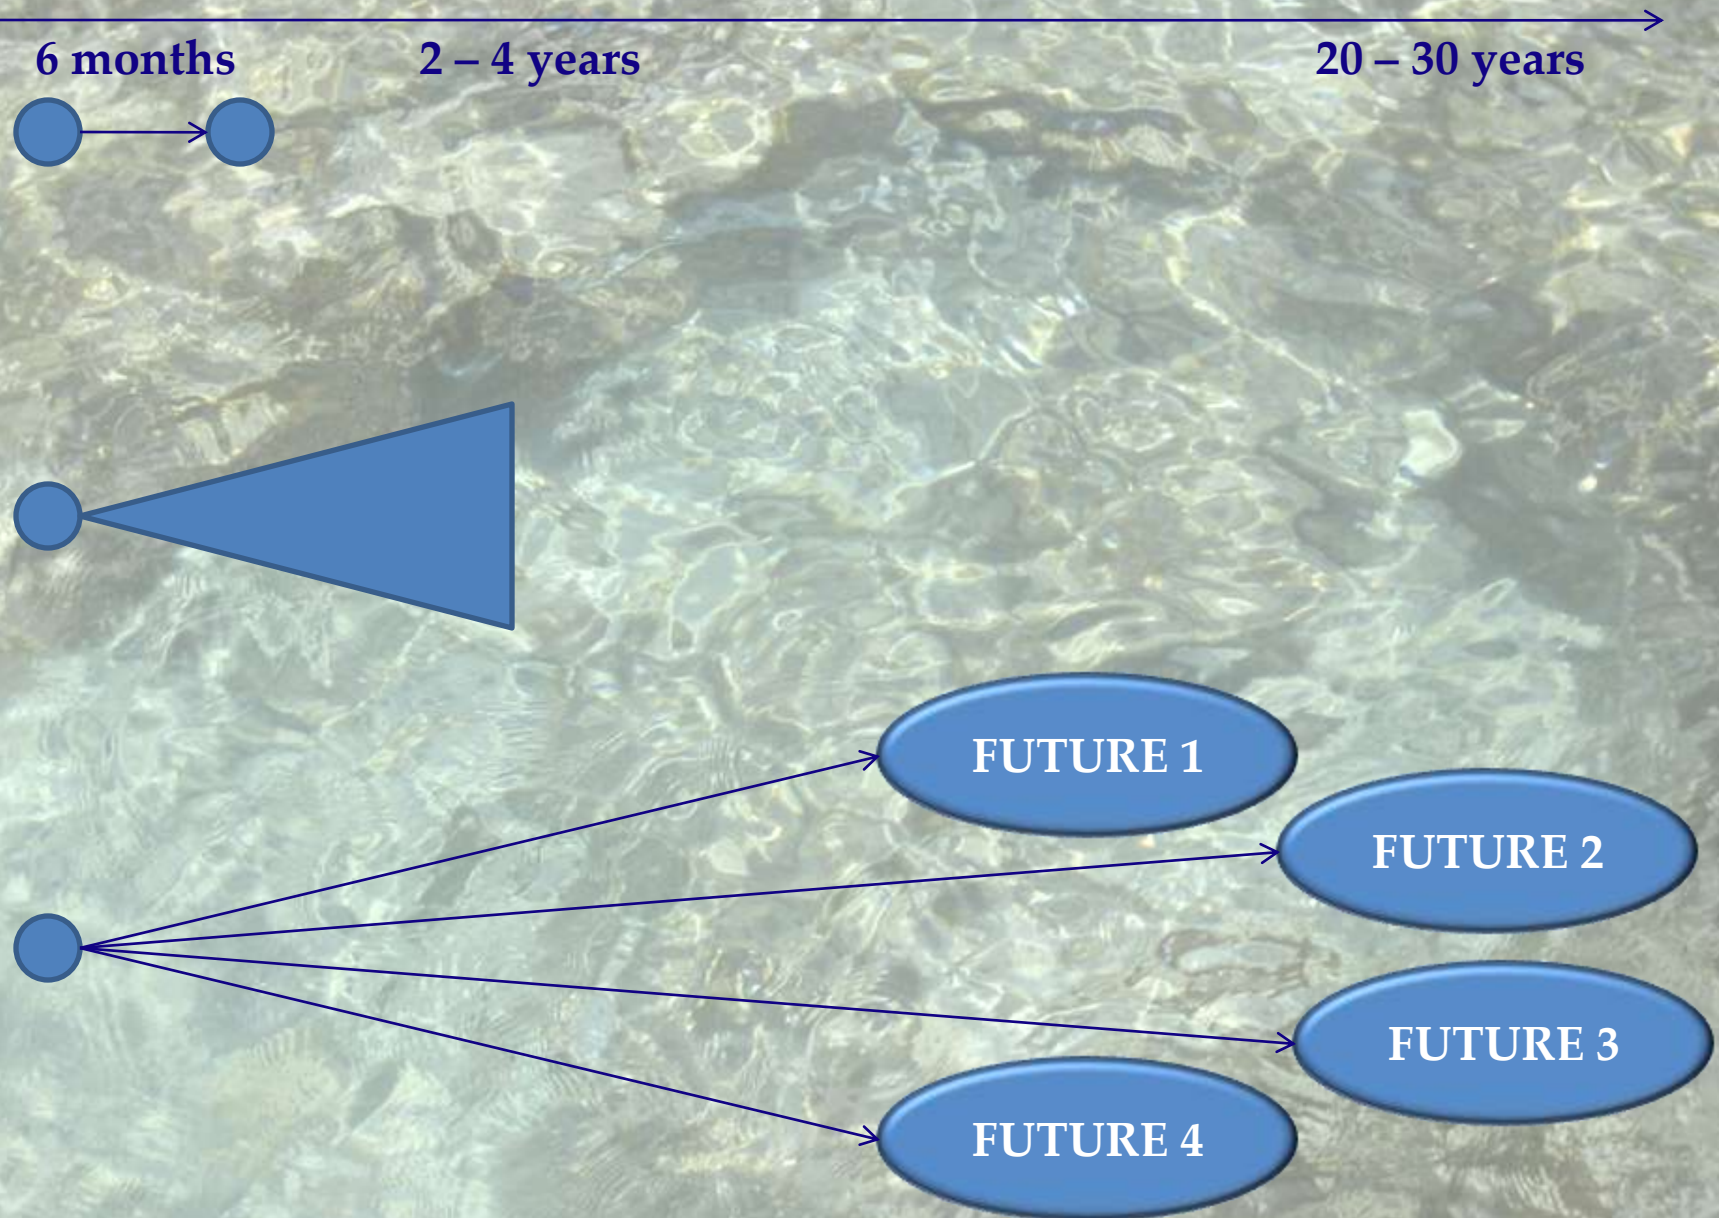 6 months
2 – 4 years
20 – 30 years
FUTURE 1
FUTURE 2
FUTURE 3
FUTURE 4